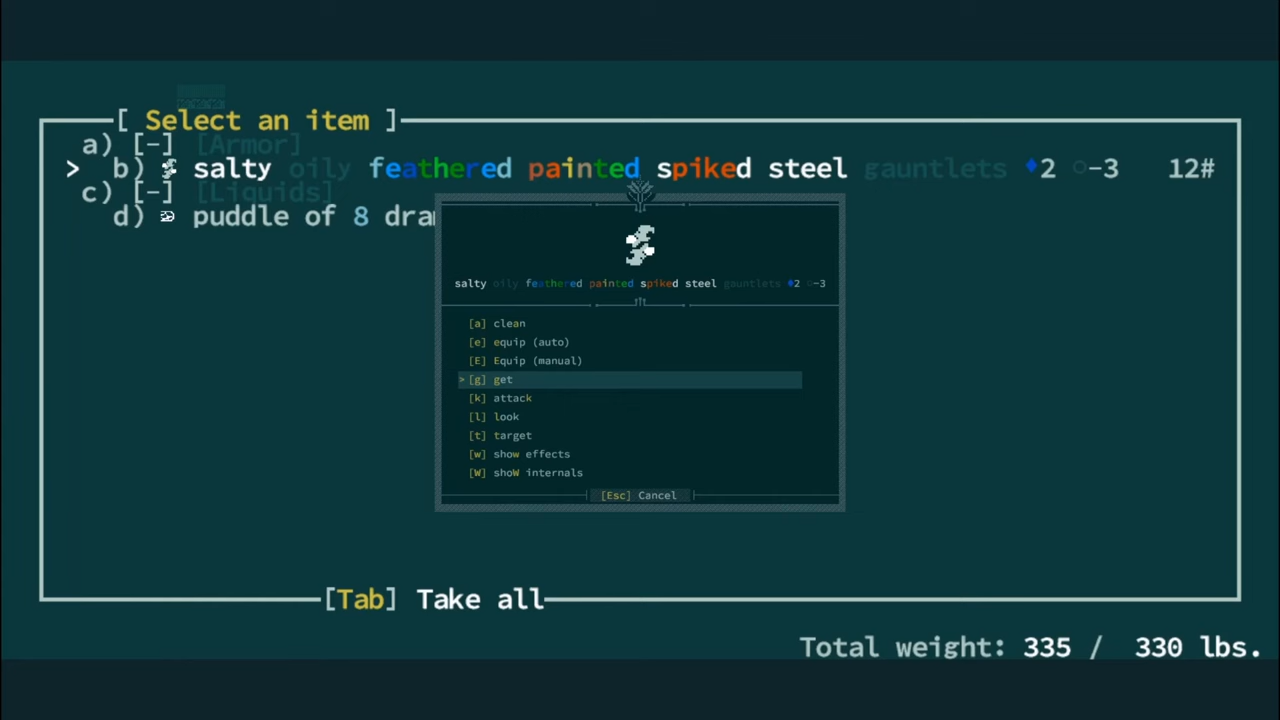 [ Select an item ]
a) [-] [Armor]
> b) salty oily feathered painted spiked steel gauntlets ♦2 ○-3 12#
c) [-] [Liquids]
d) puddle of 8 dram
salty oily feathered painted spiked steel gauntlets ♦2 ○-3
[a] clean
[e] equip (auto)
[E] Equip (manual)
> [g] get
[k] attack
[l] look
[t] target
[w] show effects
[W] shoW internals
[Esc] Cancel
[Tab] Take all
Total weight: 335 / 330 lbs.